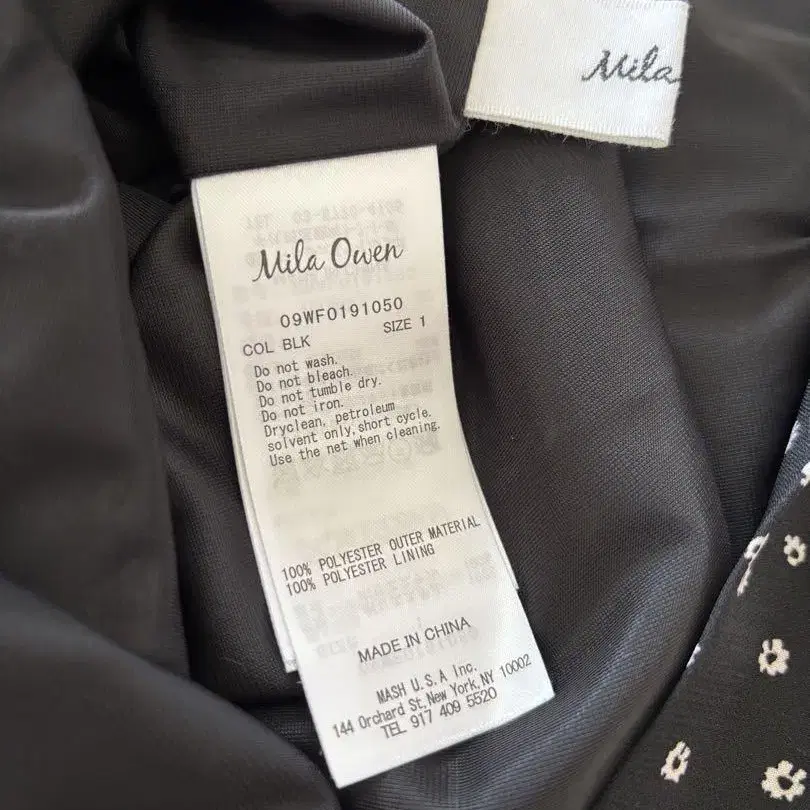 Mila
Mila Owen
09WF0191050
COL BLK SIZE 1
Do not wash.
Do not bleach.
Do not tumble dry.
Do not iron.
Dryclean, petroleum
solvent only,short cycle.
Use the net when cleaning.
100% POLYESTER OUTER MATERIAL
100% POLYESTER LINING
MADE IN CHINA
MASH U.S.A Inc.
144 Orchard St,New York,NY 10002
TEL 917 409 5520